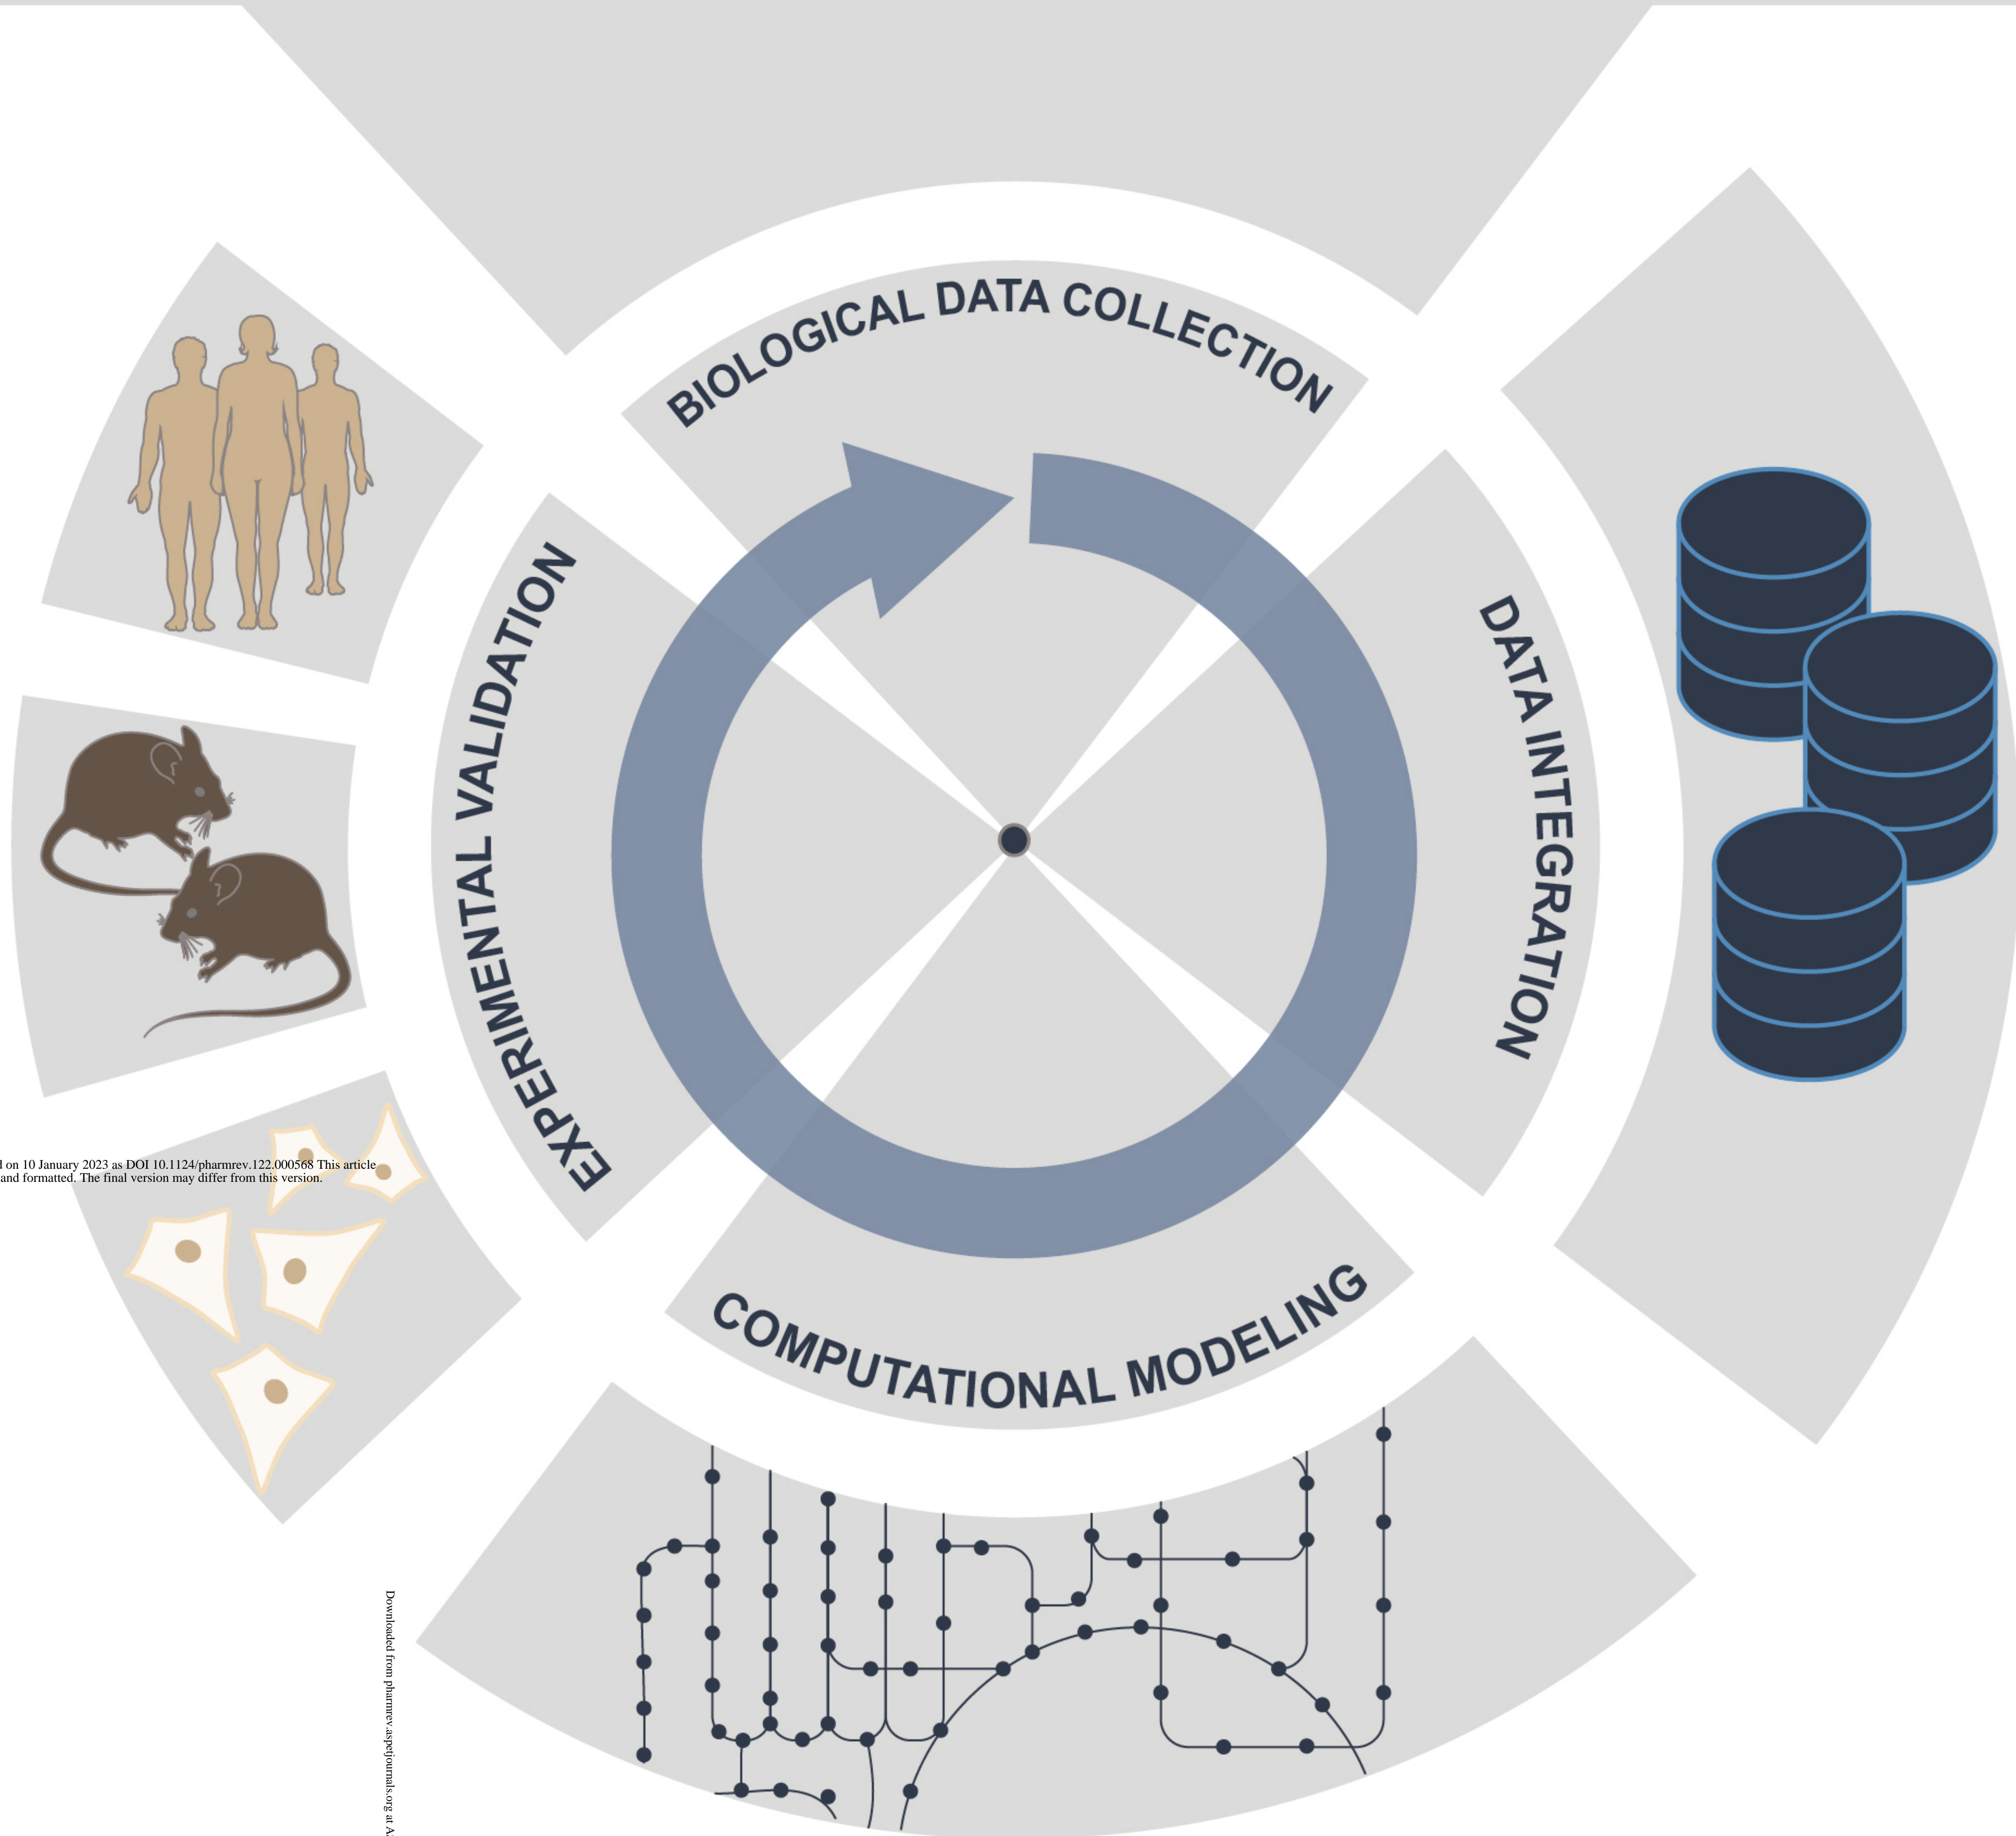 BIOLOGICAL DATA COLLECTION
DATA INTEGRATION
EXPERIMENTAL VALIDATION
COMPUTATIONAL MODELING
on 10 January 2023 as DOI 10.1124/pharmrev.122.000568 This article
and formatted. The final version may differ from this version.
Downloaded from pharmrev.aspetjournals.org at